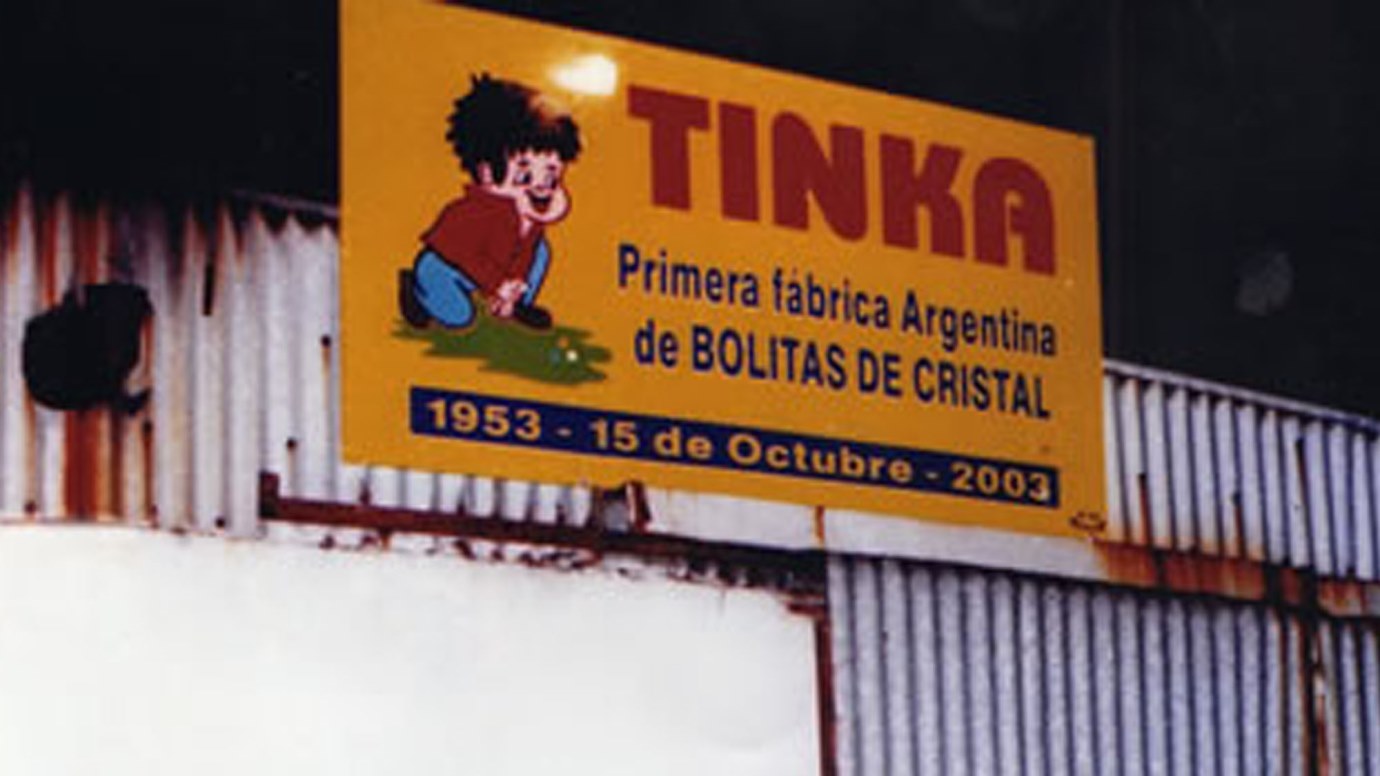 TINKA
Primera fábrica Argentina
de BOLITAS DE CRISTAL
1953 - 15 de Octubre - 2003